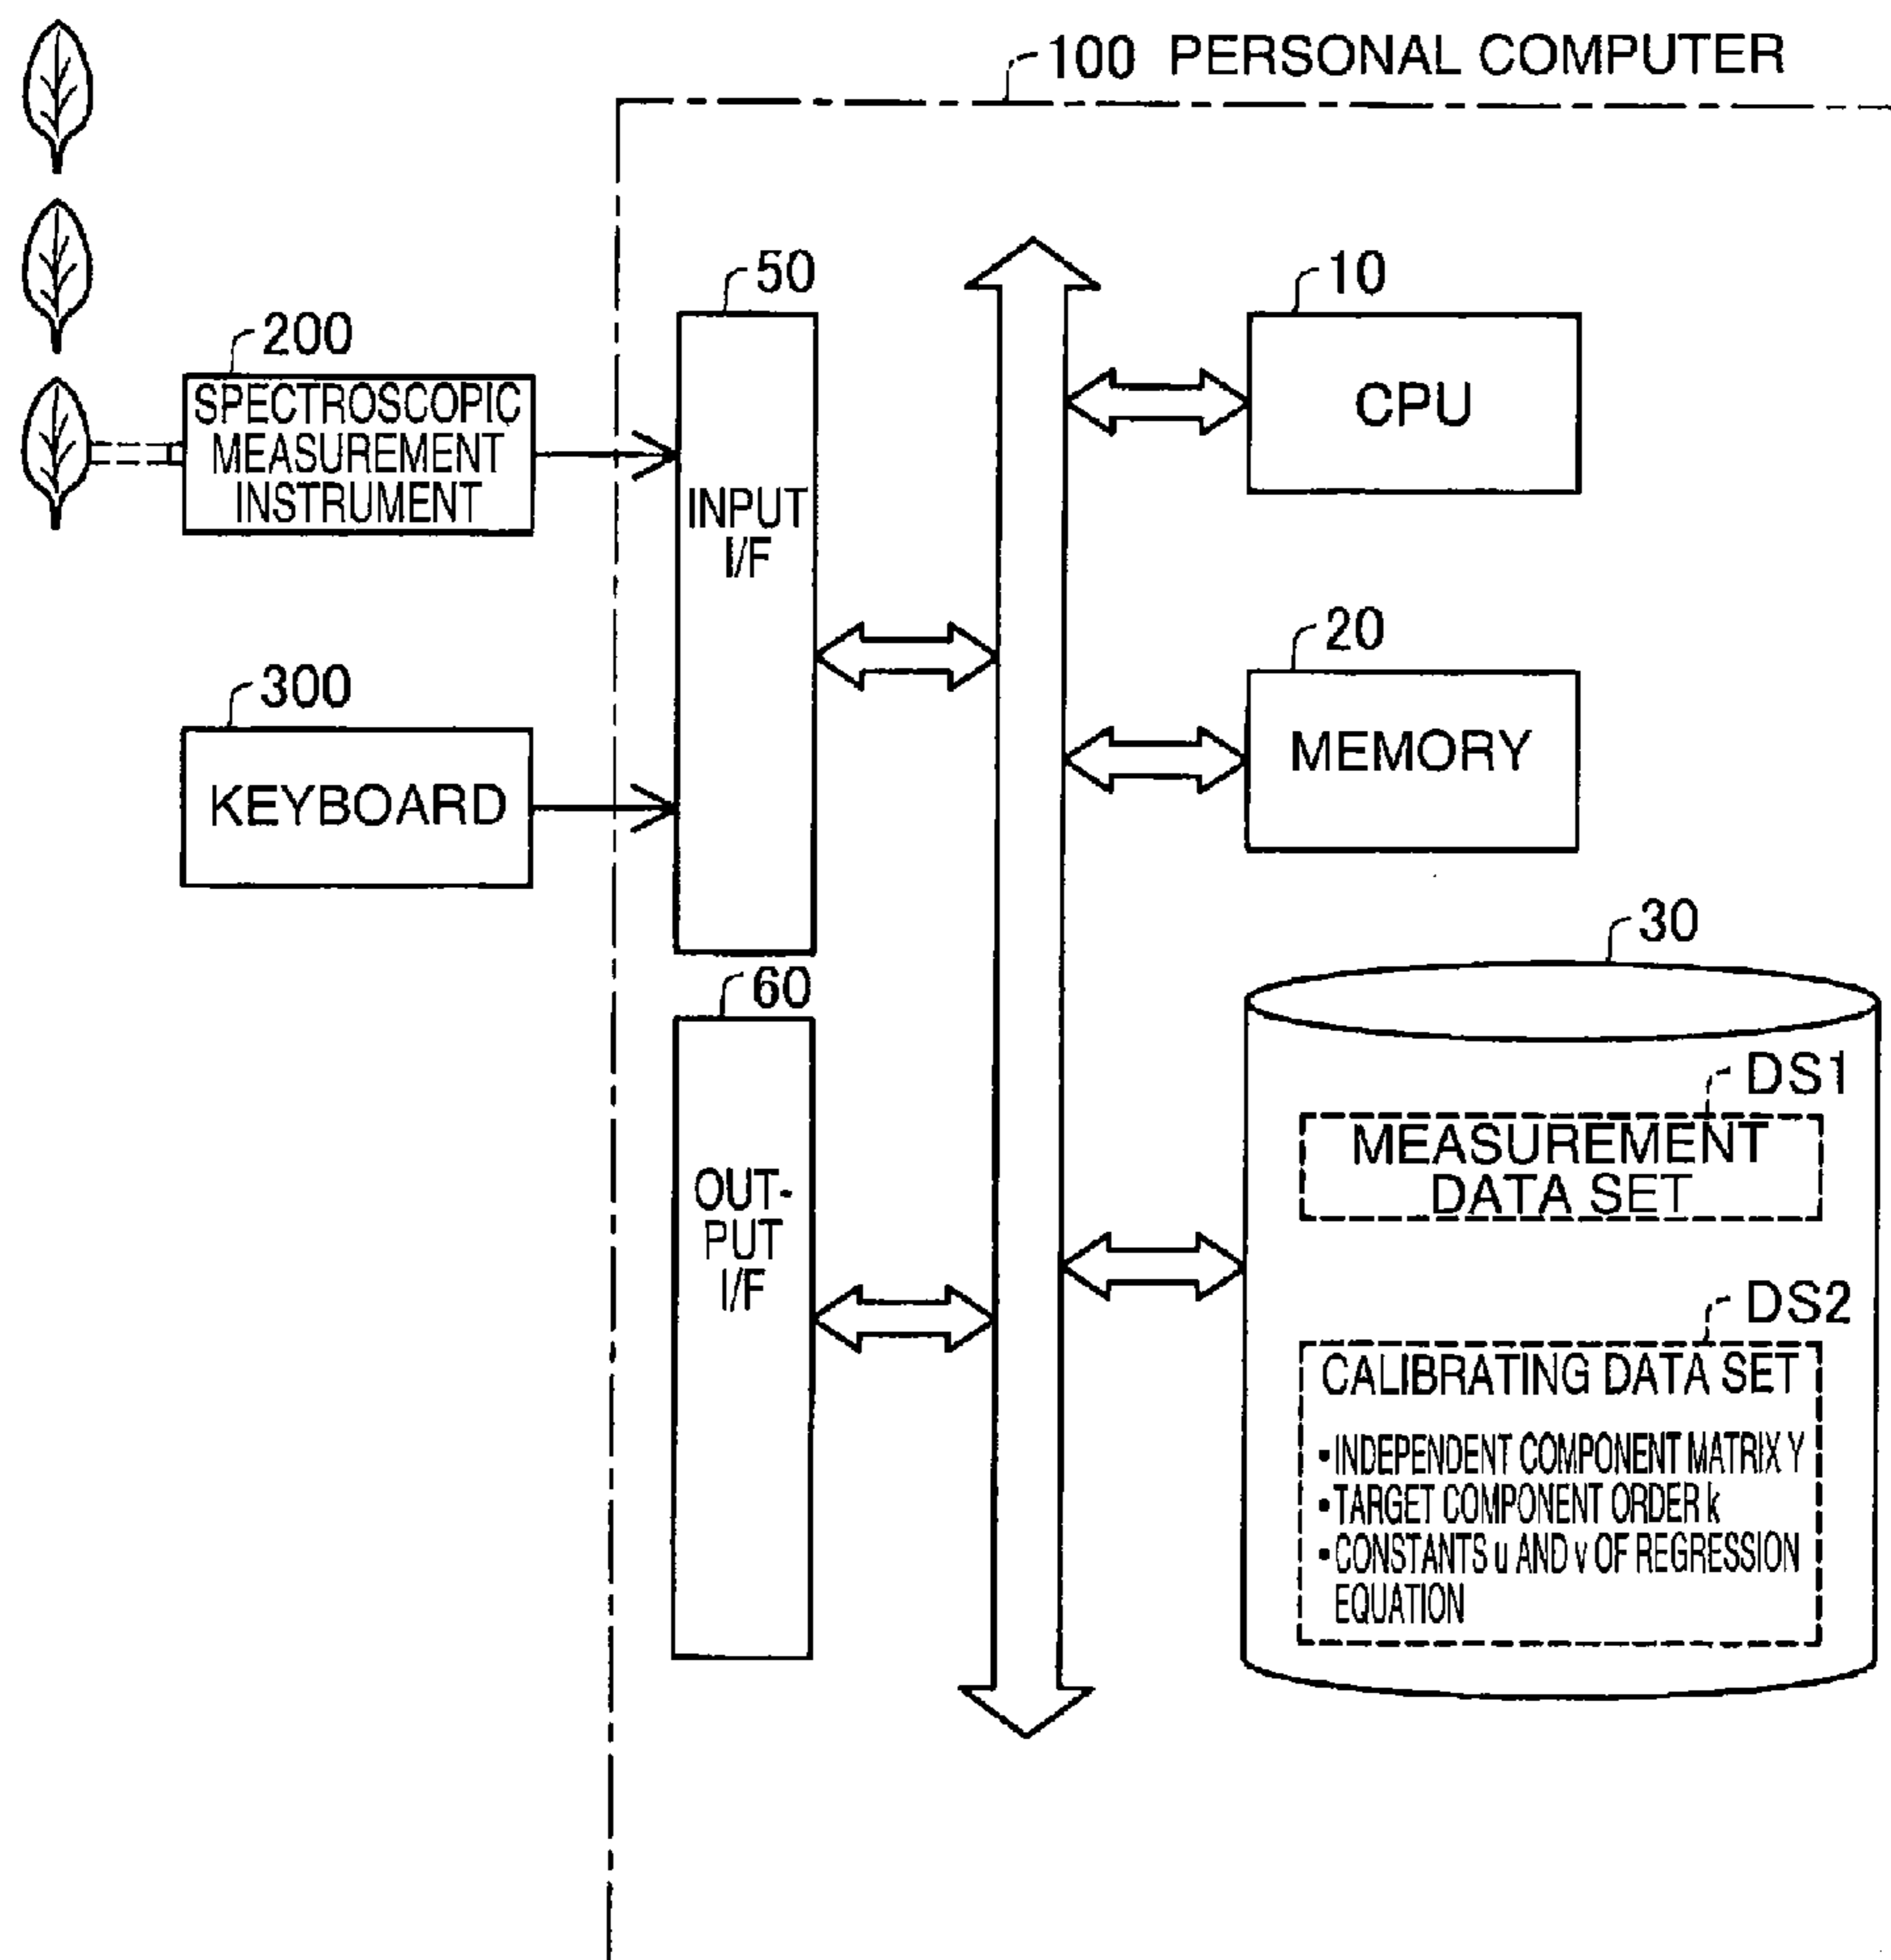 100 PERSONAL COMPUTER
50
10
200
SPECTROSCOPIC
MEASUREMENT
INSTRUMENT
INPUT
I/F
CPU
20
300
KEYBOARD
MEMORY
30
60
DS1
MEASUREMENT
DATA SET
OUT-
PUT
I/F
DS2
CALIBRATING DATA SET
•INDEPENDENT COMPONENT MATRIX Y
•TARGET COMPONENT ORDER k
•CONSTANTS u AND v OF REGRESSION
EQUATION